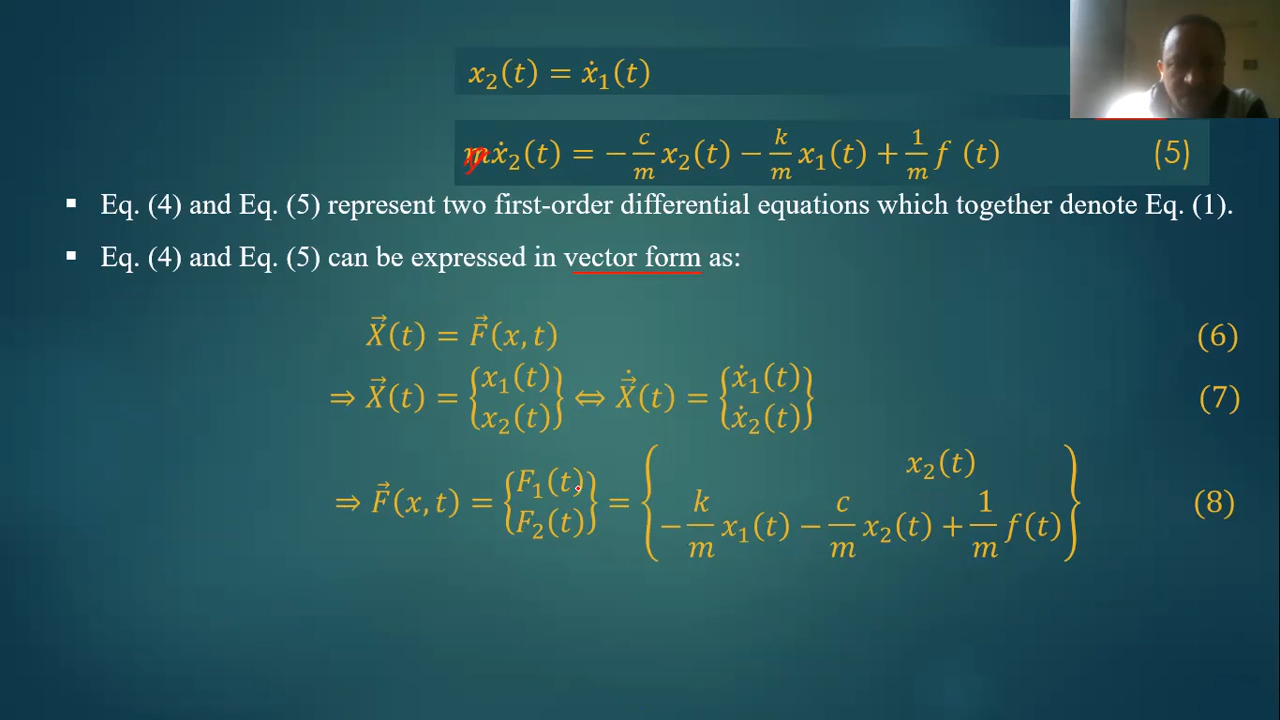 x₂(t) = ẋ₁(t)
mẋ₂(t) = −c/m x₂(t) − k/m x₁(t) + 1/m f (t) (5)
▪ Eq. (4) and Eq. (5) represent two first-order differential equations which together denote Eq. (1).
▪ Eq. (4) and Eq. (5) can be expressed in vector form as:
X⃗(t) = F⃗(x, t) (6)
⇒ X⃗(t) = {x₁(t) x₂(t)} ⇔ Ẋ⃗(t) = {ẋ₁(t) ẋ₂(t)} (7)
⇒ F⃗(x, t) = {F₁(t) F₂(t)} = {x₂(t) −k/m x₁(t) − c/m x₂(t) + 1/m f(t)} (8)